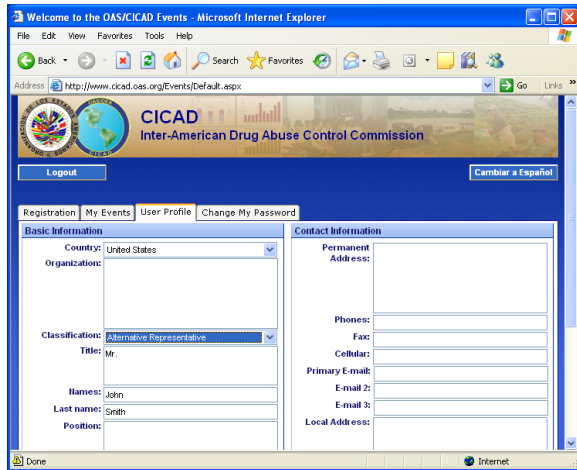 Welcome to the OAS/CICAD Events - Microsoft Internet Explorer
File Edit View Favorites Tools Help
Back Search Favorites
Address http://www.cicad.oas.org/Events/Default.aspx Go Links »
CICAD
Inter-American Drug Abuse Control Commission
Logout Cambiar a Español
Registration My Events User Profile Change My Password
Basic Information
Country: United States
Organization:
Classification: Alternative Representative
Title: Mr.
Names: John
Last name: Smith
Position:
Contact Information
Permanent
Address:
Phones:
Fax:
Cellular:
Primary E-mail:
E-mail 2:
E-mail 3:
Local Address:
Done Internet